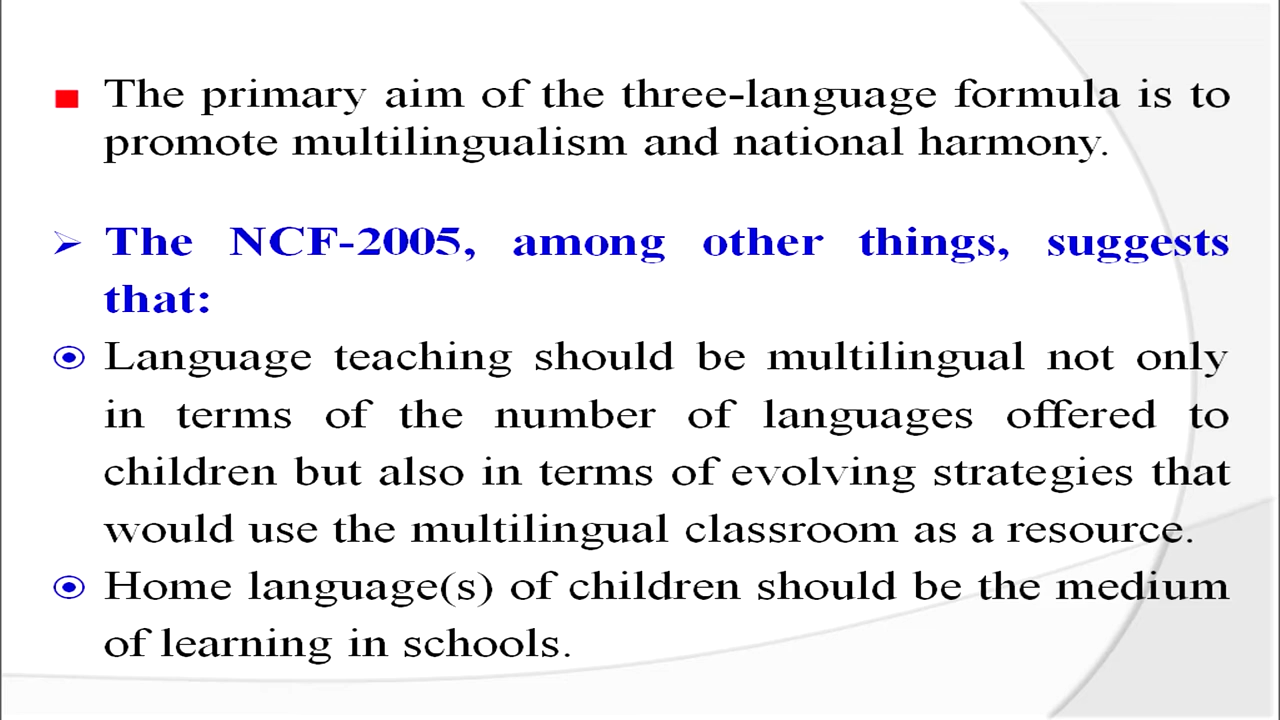 The primary aim of the three-language formula is to
promote multilingualism and national harmony.
The NCF-2005, among other things, suggests
that:
Language teaching should be multilingual not only
in terms of the number of languages offered to
children but also in terms of evolving strategies that
would use the multilingual classroom as a resource.
Home language(s) of children should be the medium
of learning in schools.